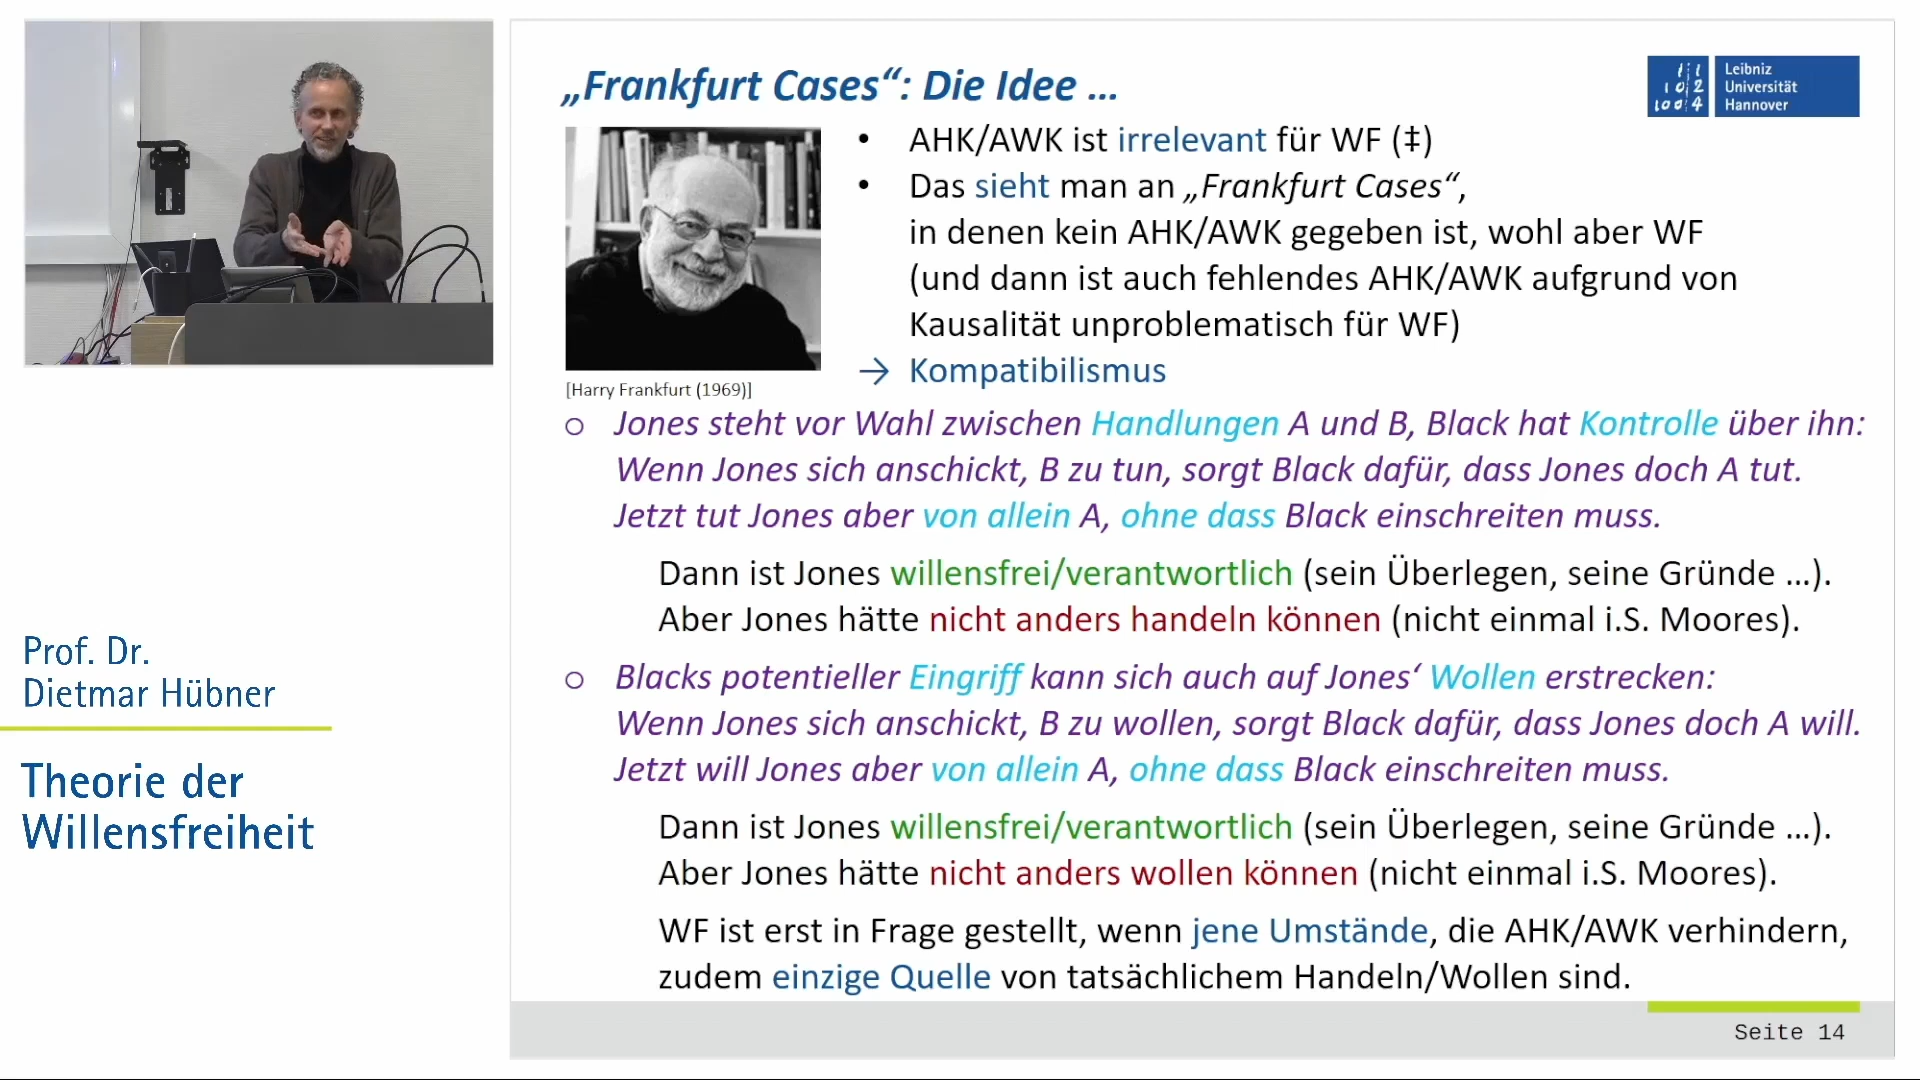 „Frankfurt Cases“: Die Idee …
Leibniz
Universität
Hannover
• AHK/AWK ist irrelevant für WF (‡)
• Das sieht man an „Frankfurt Cases“,
in denen kein AHK/AWK gegeben ist, wohl aber WF
(und dann ist auch fehlendes AHK/AWK aufgrund von
Kausalität unproblematisch für WF)
→ Kompatibilismus
[Harry Frankfurt (1969)]
o Jones steht vor Wahl zwischen Handlungen A und B, Black hat Kontrolle über ihn:
Wenn Jones sich anschickt, B zu tun, sorgt Black dafür, dass Jones doch A tut.
Jetzt tut Jones aber von allein A, ohne dass Black einschreiten muss.
Dann ist Jones willensfrei/verantwortlich (sein Überlegen, seine Gründe …).
Aber Jones hätte nicht anders handeln können (nicht einmal i.S. Moores).
o Blacks potentieller Eingriff kann sich auch auf Jones‘ Wollen erstrecken:
Wenn Jones sich anschickt, B zu wollen, sorgt Black dafür, dass Jones doch A will.
Jetzt will Jones aber von allein A, ohne dass Black einschreiten muss.
Dann ist Jones willensfrei/verantwortlich (sein Überlegen, seine Gründe …).
Aber Jones hätte nicht anders wollen können (nicht einmal i.S. Moores).
WF ist erst in Frage gestellt, wenn jene Umstände, die AHK/AWK verhindern,
zudem einzige Quelle von tatsächlichem Handeln/Wollen sind.
Seite 14
Prof. Dr.
Dietmar Hübner
Theorie der
Willensfreiheit